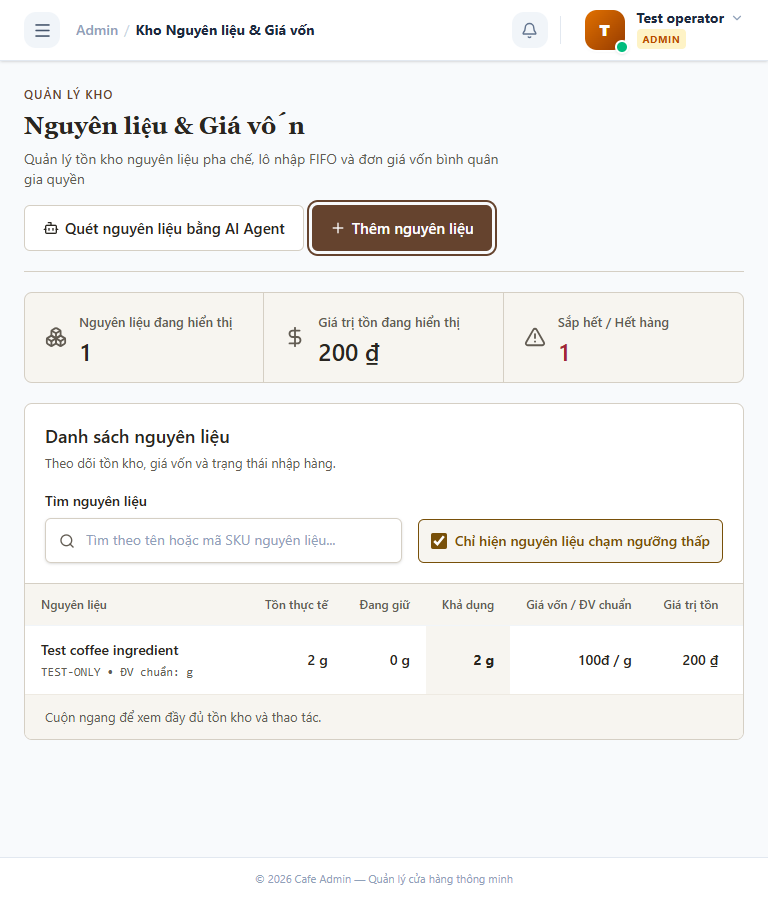 Admin / Kho Nguyên liệu & Giá vốn
T
Test operator
ADMIN
QUẢN LÝ KHO
Nguyên liệu & Giá vốn
Quản lý tồn kho nguyên liệu pha chế, lô nhập FIFO và đơn giá vốn bình quân
gia quyền
Quét nguyên liệu bằng AI Agent
+ Thêm nguyên liệu
Nguyên liệu đang hiển thị
1
Giá trị tồn đang hiển thị
200 ₫
Sắp hết / Hết hàng
1
Danh sách nguyên liệu
Theo dõi tồn kho, giá vốn và trạng thái nhập hàng.
Tìm nguyên liệu
Tìm theo tên hoặc mã SKU nguyên liệu...
Chỉ hiện nguyên liệu chạm ngưỡng thấp
Nguyên liệu Tồn thực tế Đang giữ Khả dụng Giá vốn / ĐV chuẩn Giá trị tồn
Test coffee ingredient 2 g 0 g 2 g 100đ / g 200 ₫
TEST-ONLY • ĐV chuẩn: g
Cuộn ngang để xem đầy đủ tồn kho và thao tác.
© 2026 Cafe Admin — Quản lý cửa hàng thông minh